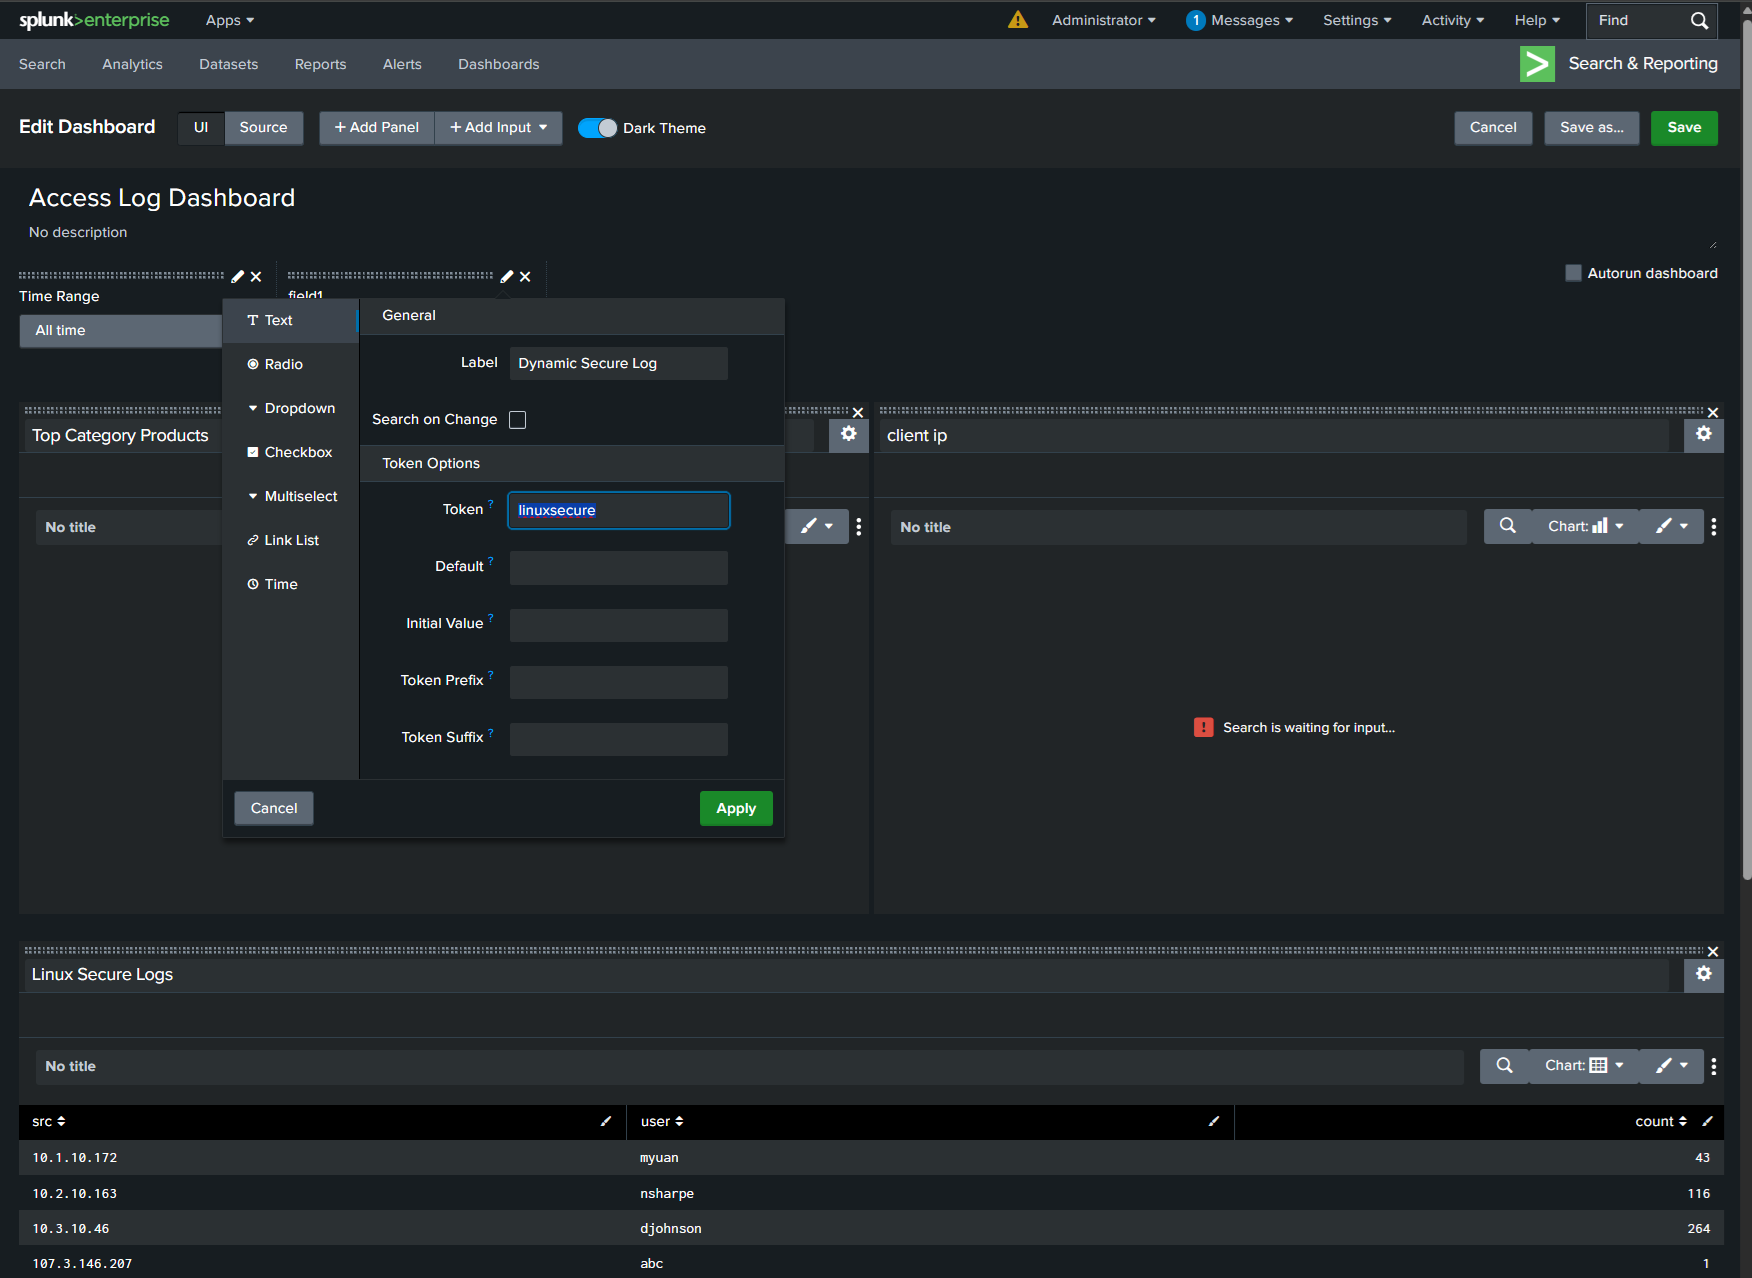 splunk>enterprise Apps Administrator 1 Messages Settings Activity Help Find
Search Analytics Datasets Reports Alerts Dashboards Search & Reporting
Edit Dashboard UI Source + Add Panel + Add Input Dark Theme Cancel Save as... Save
Access Log Dashboard
No description
Autorun dashboard
Time Range
field1
All time
Text
Radio
Dropdown
Checkbox
Multiselect
Link List
Time
General
Label Dynamic Secure Log
Search on Change
Token Options
Token ? linuxsecure
Default ?
Initial Value ?
Token Prefix ?
Token Suffix ?
Cancel Apply
Top Category Products
No title
client ip
No title Chart:
Search is waiting for input...
Linux Secure Logs
No title Chart:
src user count
10.1.10.172 myuan 43
10.2.10.163 nsharpe 116
10.3.10.46 djohnson 264
107.3.146.207 abc 1